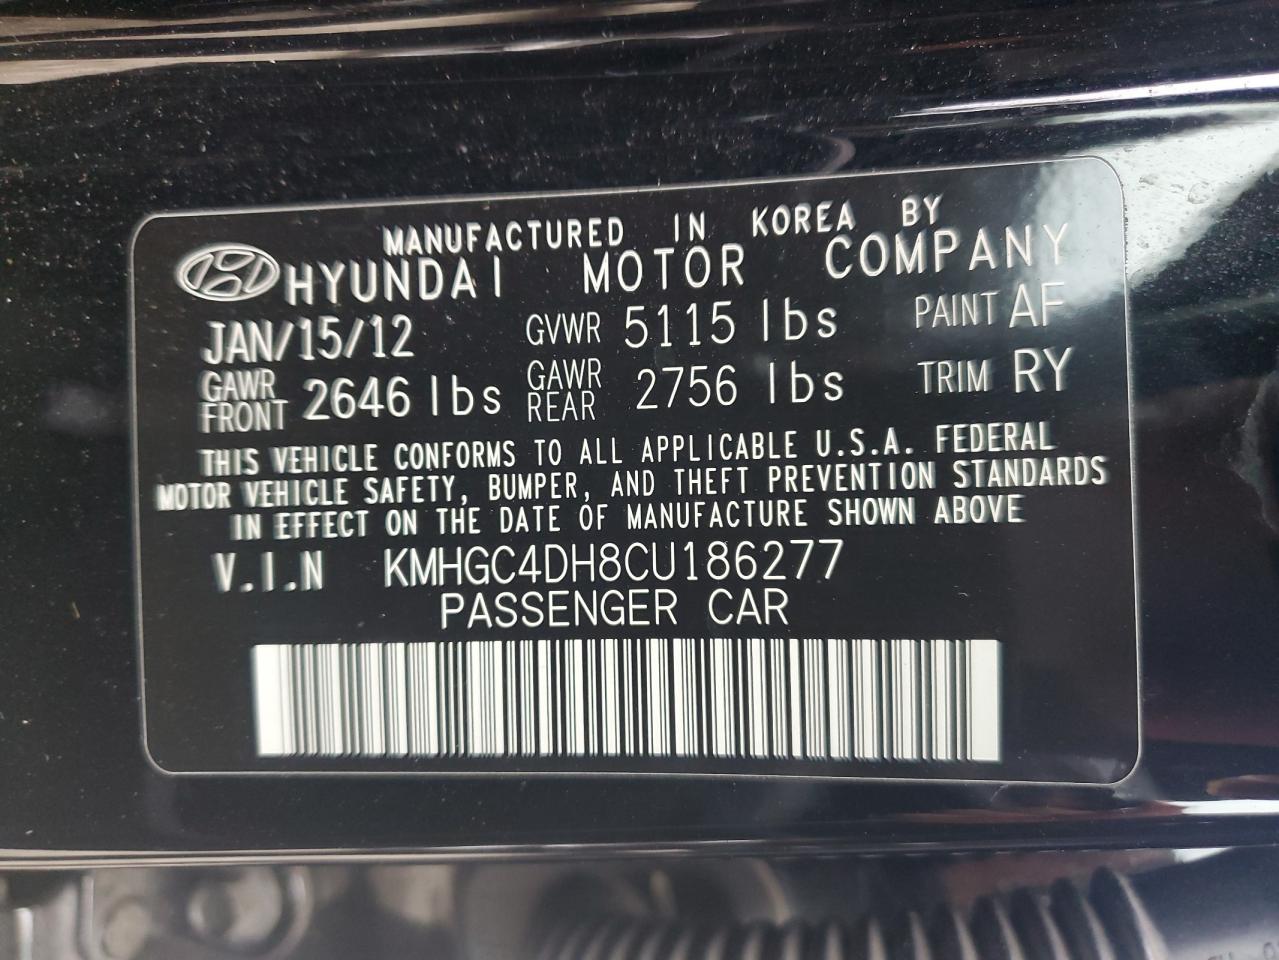 MANUFACTURED IN KOREA BY
HYUNDAI MOTOR COMPANY
JAN/15/12 GVWR 5115 lbs PAINT AF
GAWR FRONT 2646 lbs GAWR REAR 2756 lbs TRIM RY
THIS VEHICLE CONFORMS TO ALL APPLICABLE U.S.A. FEDERAL
MOTOR VEHICLE SAFETY, BUMPER, AND THEFT PREVENTION STANDARDS
IN EFFECT ON THE DATE OF MANUFACTURE SHOWN ABOVE
V.I.N KMHGC4DH8CU186277
PASSENGER CAR